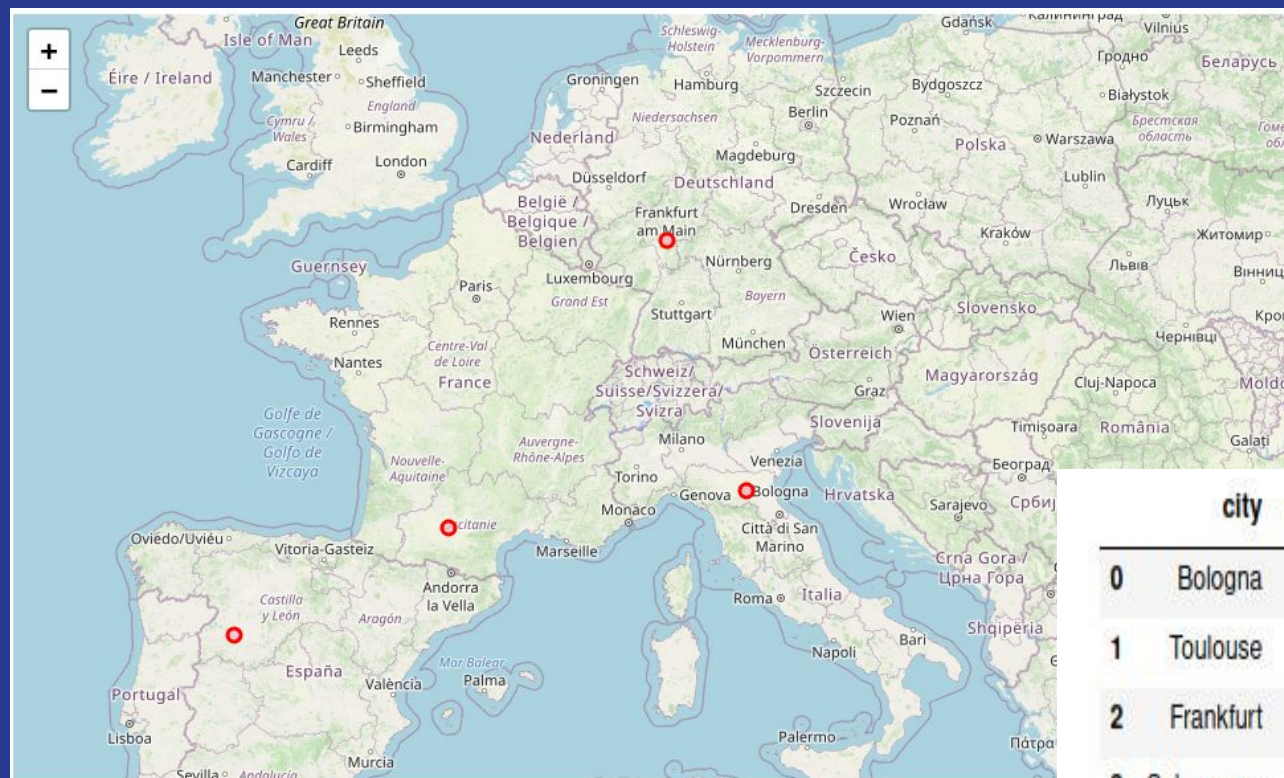 +
−
Great Britain
Isle of Man
Leeds
Éire / Ireland
Manchester
Sheffield
England
Cymru /
Wales
Birmingham
Cardiff
London
Guernsey
Schleswig-
Holstein
Mecklenburg-
Vorpommern
Gdańsk
Калининград
Vilnius
Гродно
Беларусь
Groningen
Hamburg
Szczecin
Bydgoszcz
Białystok
Niedersachsen
Berlin
Poznań
Брестская
область
Nederland
Magdeburg
Polska
Warszawa
Düsseldorf
Deutschland
Lublin
België /
Belgique /
Belgien
Frankfurt
am Main
Dresden
Wrocław
Луцьк
Kraków
Житомир
Luxembourg
Nürnberg
Česko
Львів
Paris
Grand Est
Bayern
Slovensko
Rennes
Stuttgart
Wien
Чернівці
Nantes
Centre-Val
de Loire
France
München
Österreich
Schweiz/
Suisse/Svizzera/
Svizra
Graz
Magyarország
Cluj-Napoca
Golfe de
Gascogne /
Golfo de
Vizcaya
Slovenija
Timișoara
România
Galați
Auvergne-
Rhône-Alpes
Milano
Venezia
Београд
Nouvelle-
Aquitaine
Torino
Genova
Bologna
Hrvatska
Sarajevo
Monaco
Città di San
Marino
Oviedo/Uviéu
Vitoria-Gasteiz
Marseille
Crna Gora /
Црна Гора
Andorra
la Vella
Castilla
y León
Aragón
Roma
Italia
Shqipëria
España
Mar Balear
Palma
Napoli
Bari
Portugal
València
Lisboa
Murcia
Palermo
Πάτρα
Sevilla
Andalucía
city
0 Bologna
1 Toulouse
2 Frankfurt